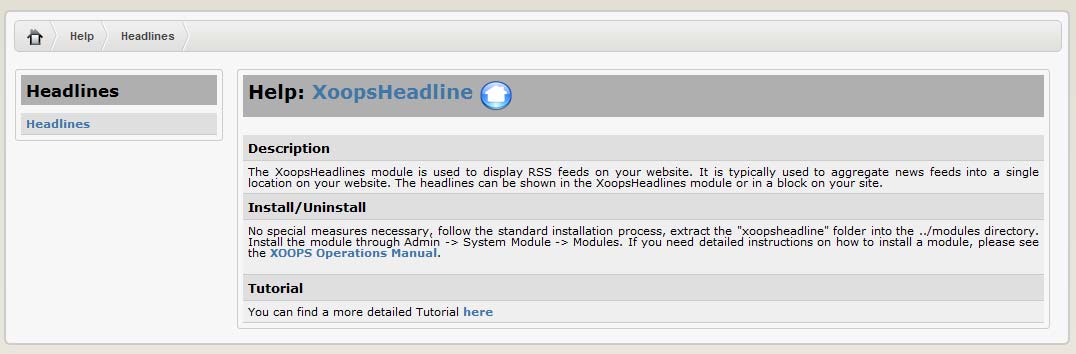 Help Headlines
Headlines
Headlines
Help: XoopsHeadline
Description
The XoopsHeadlines module is used to display RSS feeds on your website. It is typically used to aggregate news feeds into a single
location on your website. The headlines can be shown in the XoopsHeadlines module or in a block on your site.
Install/Uninstall
No special measures necessary, follow the standard installation process, extract the "xoopsheadline" folder into the ../modules directory.
Install the module through Admin -> System Module -> Modules. If you need detailed instructions on how to install a module, please see
the XOOPS Operations Manual.
Tutorial
You can find a more detailed Tutorial here